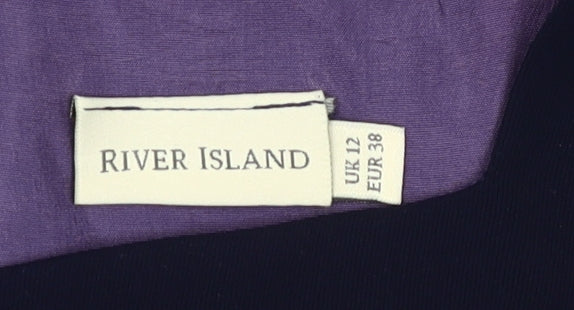 RIVER ISLAND
UK 12
EUR 38